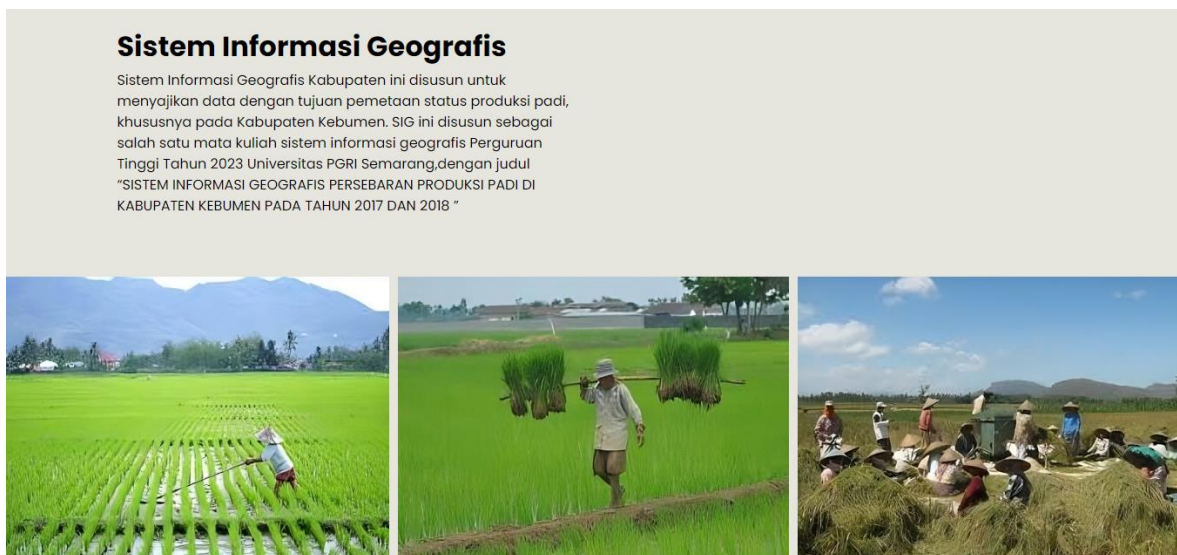 Sistem Informasi Geografis
Sistem Informasi Geografis Kabupaten ini disusun untuk
menyajikan data dengan tujuan pemetaan status produksi padi,
khususnya pada Kabupaten Kebumen. SIG ini disusun sebagai
salah satu mata kuliah sistem informasi geografis Perguruan
Tinggi Tahun 2023 Universitas PGRI Semarang,dengan judul
“SISTEM INFORMASI GEOGRAFIS PERSEBARAN PRODUKSI PADI DI
KABUPATEN KEBUMEN PADA TAHUN 2017 DAN 2018 ”